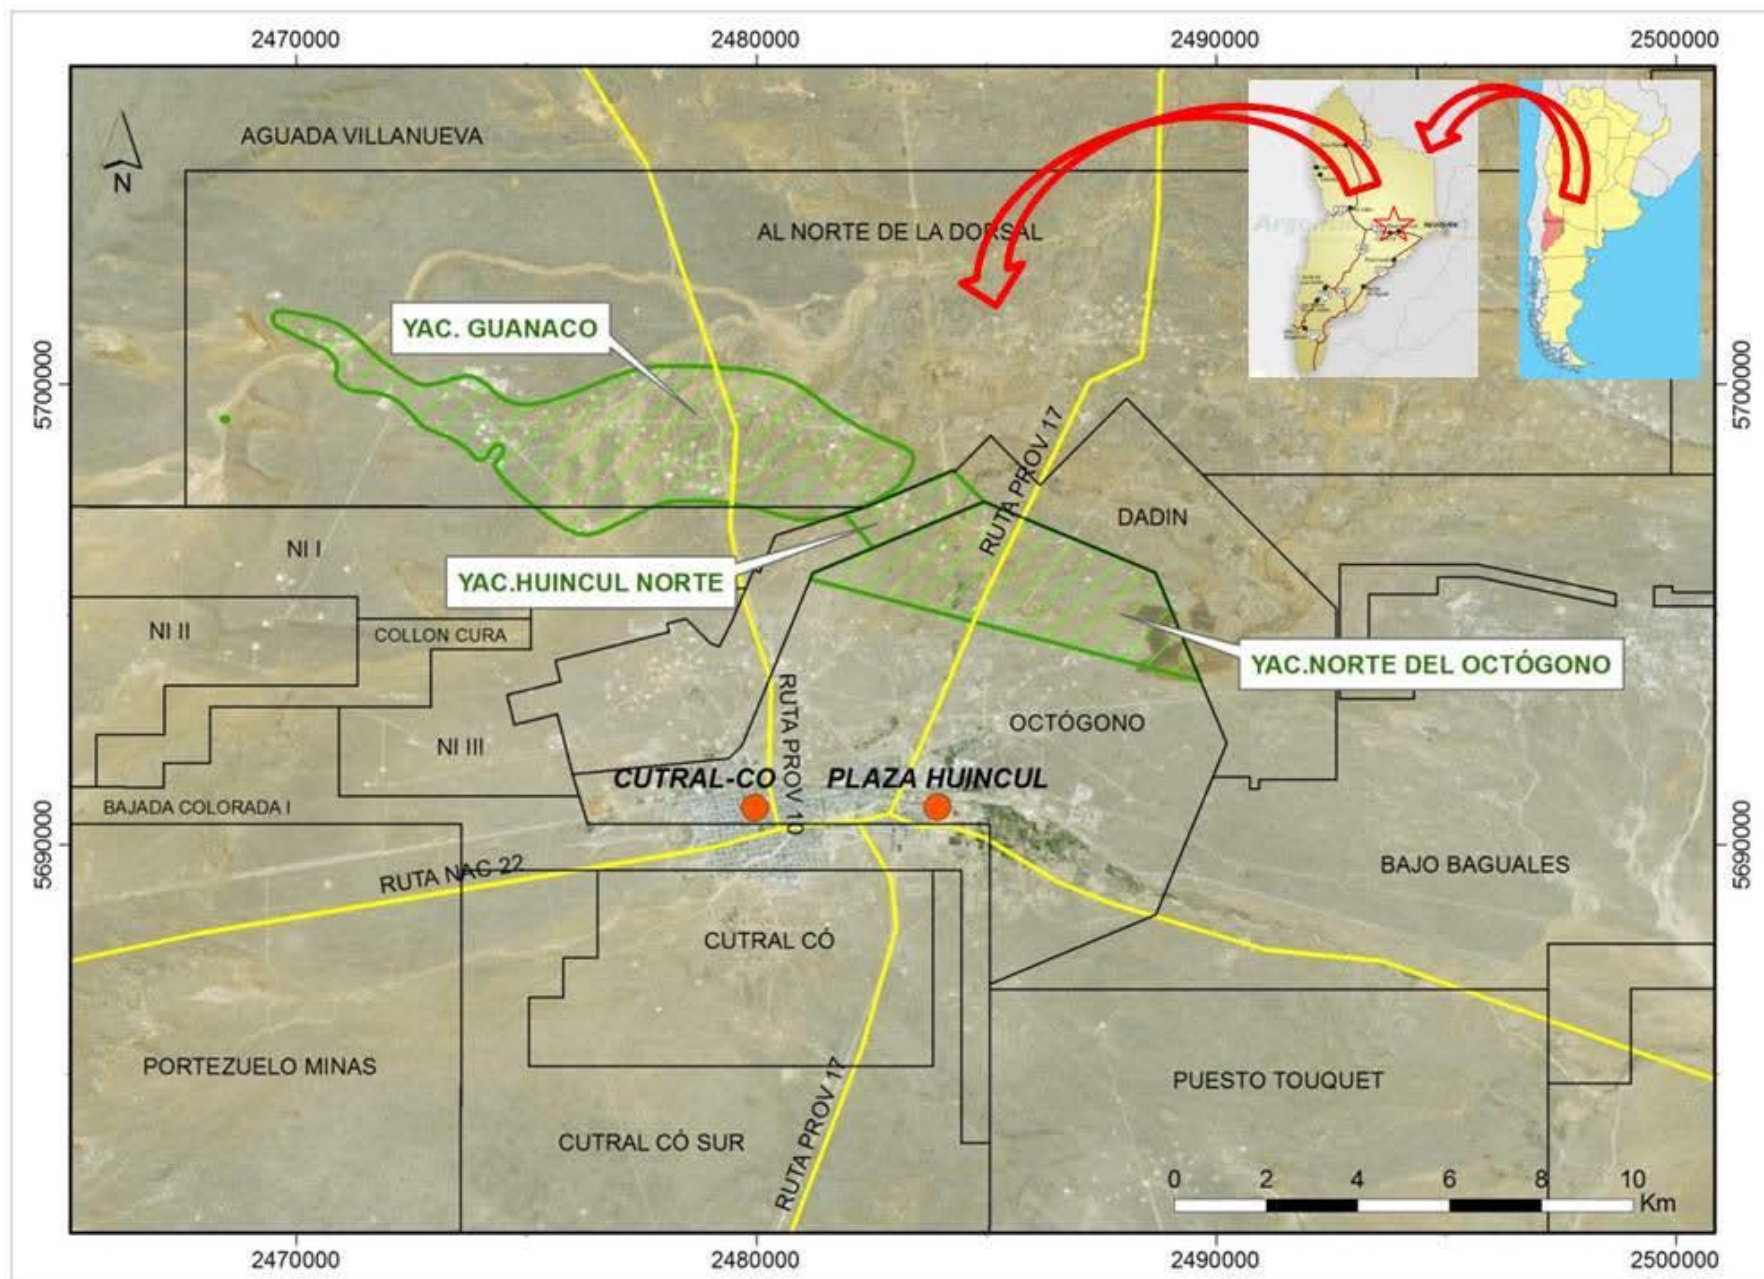 2470000
2480000
2490000
2500000
AGUADA VILLANUEVA
N
AL NORTE DE LA DORSAL
YAC. GUANACO
5700000
5700000
RUTA PROV 17
DADIN
NI I
YAC.HUINCUL NORTE
NI II
COLLON CURA
YAC.NORTE DEL OCTÓGONO
RUTA PROV 10
OCTÓGONO
NI III
CUTRAL-CO
PLAZA HUINCUL
BAJADA COLORADA I
5690000
5690000
RUTA NAC 22
BAJO BAGUALES
CUTRAL CÓ
PORTEZUELO MINAS
PUESTO TOUQUET
RUTA PROV 17
CUTRAL CÓ SUR
0 2 4 6 8 10
Km
2470000
2480000
2490000
2500000